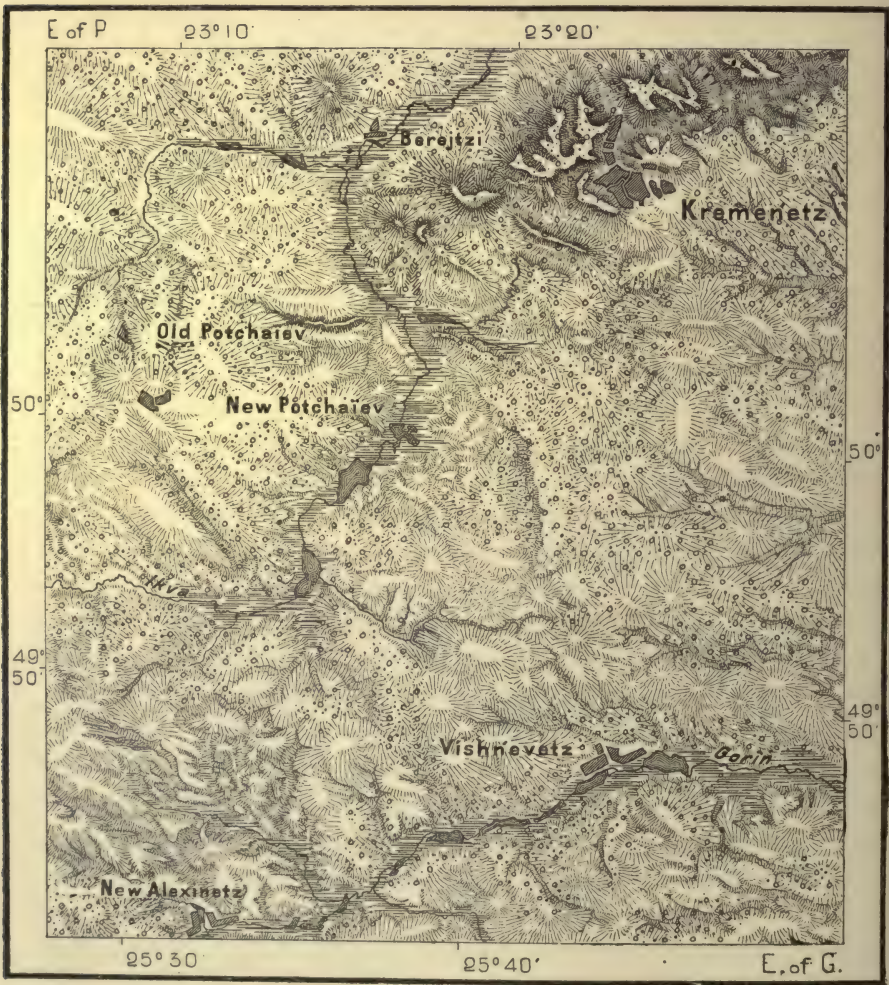 E of P
23°10'
23°20'
Berejtzi
Kremenetz
Old Potchaïev
50°
New Potchaïev
50°
Ikva
49°
50'
49°
50'
Vishnevetz
Gorin
New Alexinetz
25°30'
25°40'
E. of G.